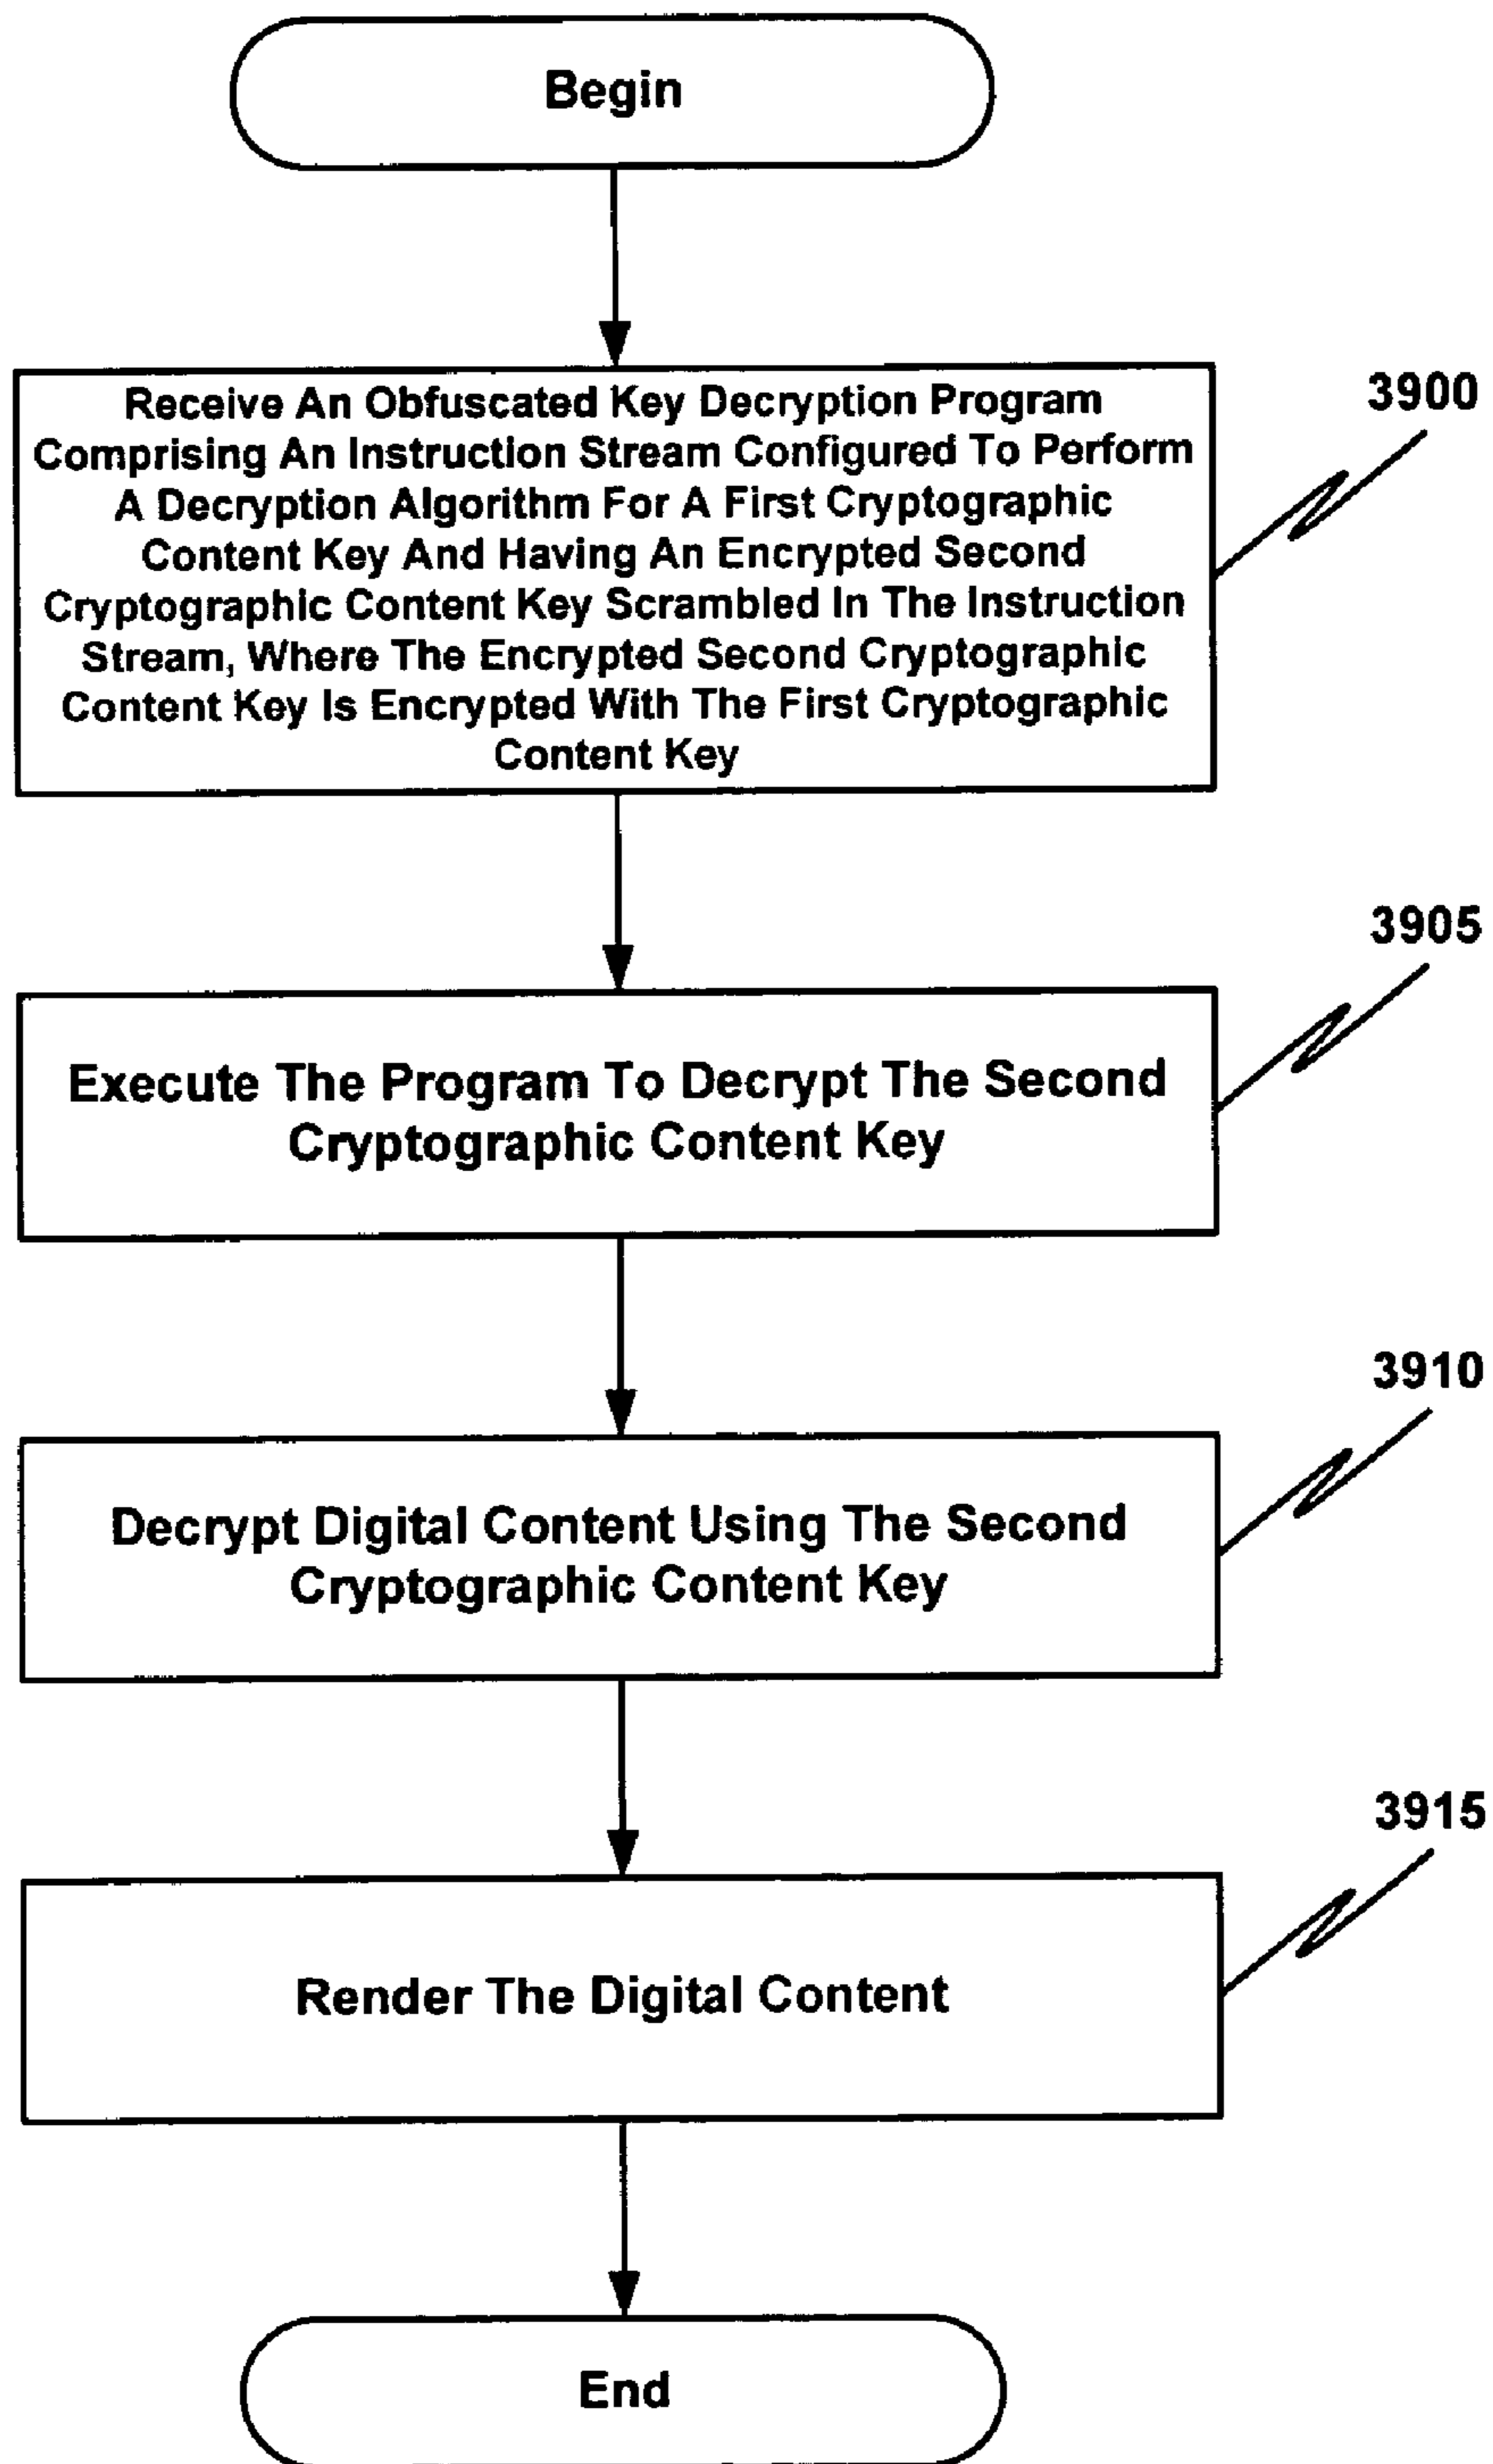 Begin
Receive An Obfuscated Key Decryption Program
Comprising An Instruction Stream Configured To Perform
A Decryption Algorithm For A First Cryptographic
Content Key And Having An Encrypted Second
Cryptographic Content Key Scrambled In The Instruction
Stream, Where The Encrypted Second Cryptographic
Content Key Is Encrypted With The First Cryptographic
Content Key
3900
Execute The Program To Decrypt The Second
Cryptographic Content Key
3905
Decrypt Digital Content Using The Second
Cryptographic Content Key
3910
Render The Digital Content
3915
End